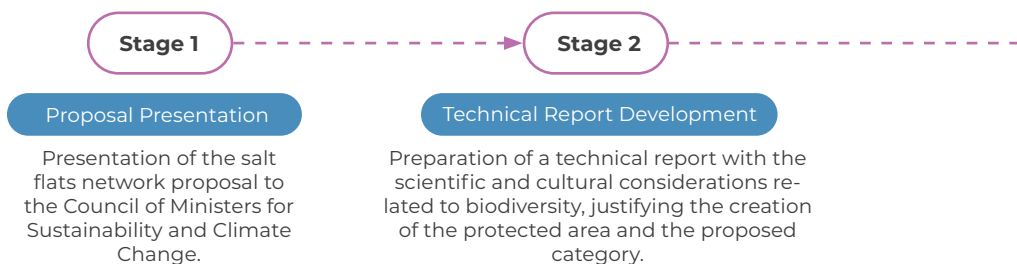 Stage 1
Stage 2
Proposal Presentation
Technical Report Development
Presentation of the salt
flats network proposal to
the Council of Ministers for
Sustainability and Climate
Change.
Preparation of a technical report with the
scientific and cultural considerations re-
lated to biodiversity, justifying the creation
of the protected area and the proposed
category.